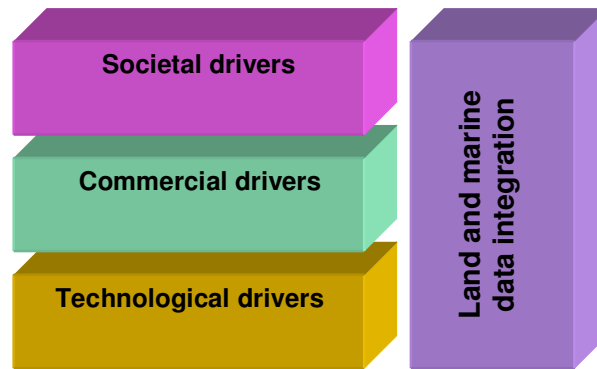 Societal drivers
Commercial drivers
Technological drivers
Land and marine
data integration